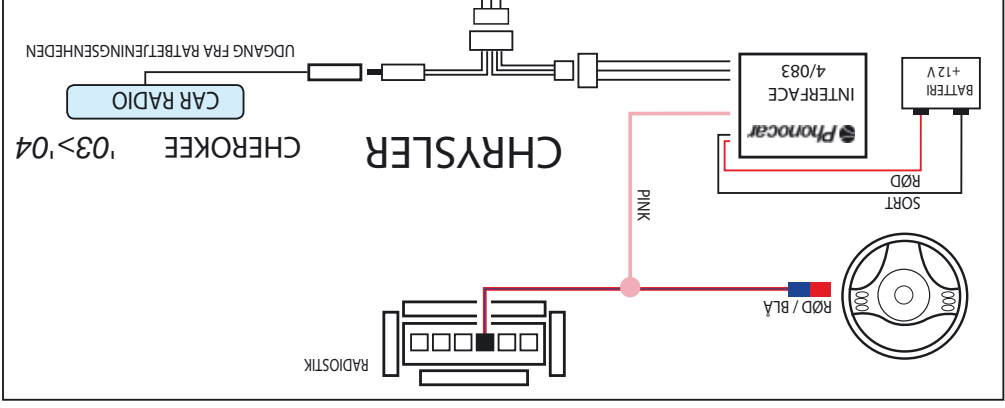 RADIOSTIK
RØD / BLÅ
PINK
SORT
RØD
CHRYSLER
CHEROKEE '03>'04
Phonocar
INTERFACE
4/083
BATTERI
+12 V
CAR RADIO
UDGANG FRA RATBETJENINGSENHEDEN